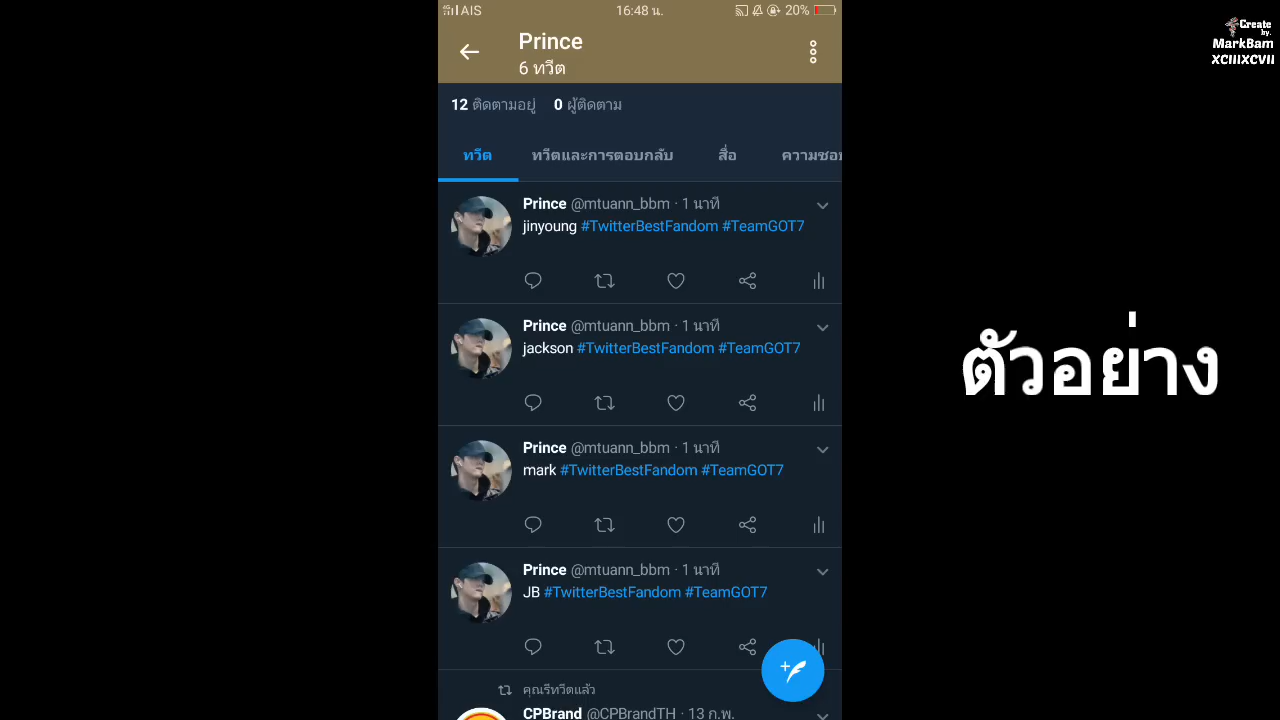 AIS 16:48 น. 20%
Prince
6 ทวีต
12 ติดตามอยู่ 0 ผู้ติดตาม
ทวีต ทวีตและการตอบกลับ สื่อ ความชอบ
Prince @mtuann_bbm · 1 นาที
jinyoung #TwitterBestFandom #TeamGOT7
Prince @mtuann_bbm · 1 นาที
jackson #TwitterBestFandom #TeamGOT7
Prince @mtuann_bbm · 1 นาที
mark #TwitterBestFandom #TeamGOT7
Prince @mtuann_bbm · 1 นาที
JB #TwitterBestFandom #TeamGOT7
คุณรีทวีตแล้ว
CPBrand @CPBrandTH · 13 ก.พ.
ตัวอย่าง
Create
by.
MarkBam
XCIIIXCVII